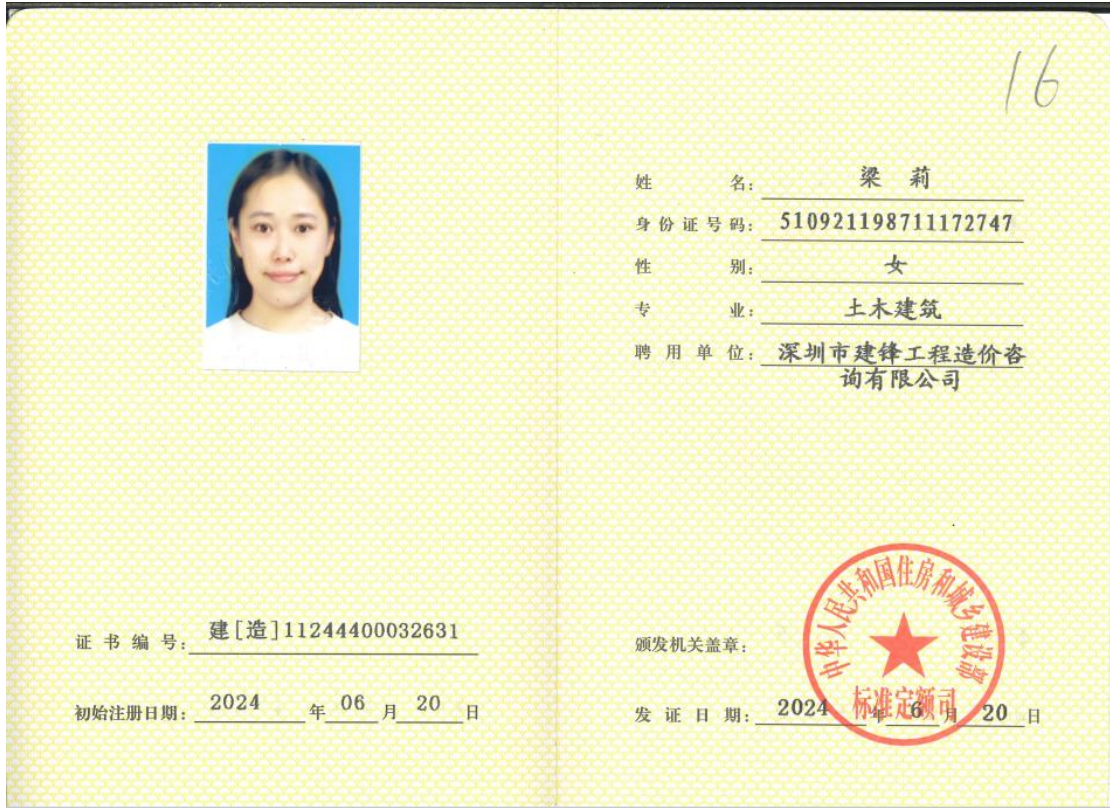 16
姓 名: 梁 莉
身份证号码: 510921198711172747
性 别: 女
专 业: 土木建筑
聘用单位: 深圳市建锋工程造价咨
询有限公司
证书编号: 建[造]11244400032631
初始注册日期: 2024 年 06 月 20 日
颁发机关盖章:
中华人民共和国住房和城乡建设部
标准定额司
发证日期: 2024 年 6 月 20 日